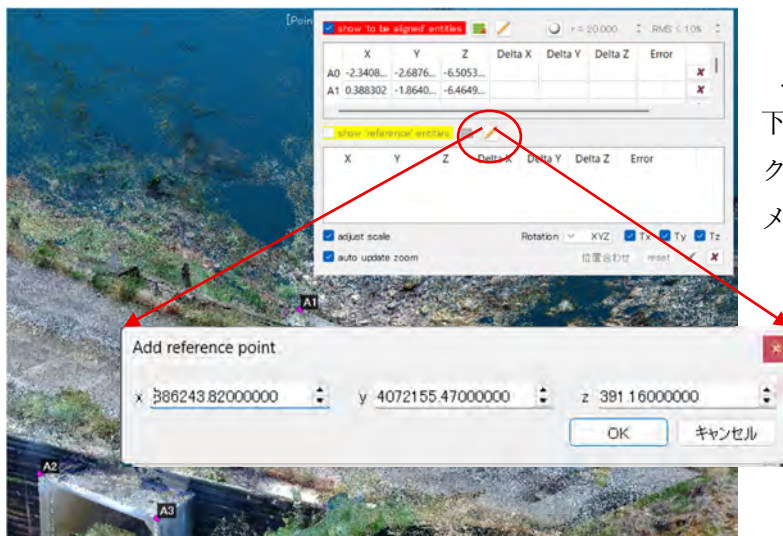 [Poin
show 'to be aligned' entities r = 20.000 RMS < 10%
X Y Z Delta X Delta Y Delta Z Error
A0 -2.3408... -2.6876... -6.5053...
A1 0.388302 -1.8640... -6.4649...
show 'reference' entities
X Y Z Delta X Delta Y Delta Z Error
adjust scale Rotation XYZ Tx Ty Tz
auto update zoom 位置合わせ reset
下
ク
メ
A1
Add reference point
x 386243.82000000 y 4072155.47000000 z 391.16000000
OK キャンセル
A2
A3